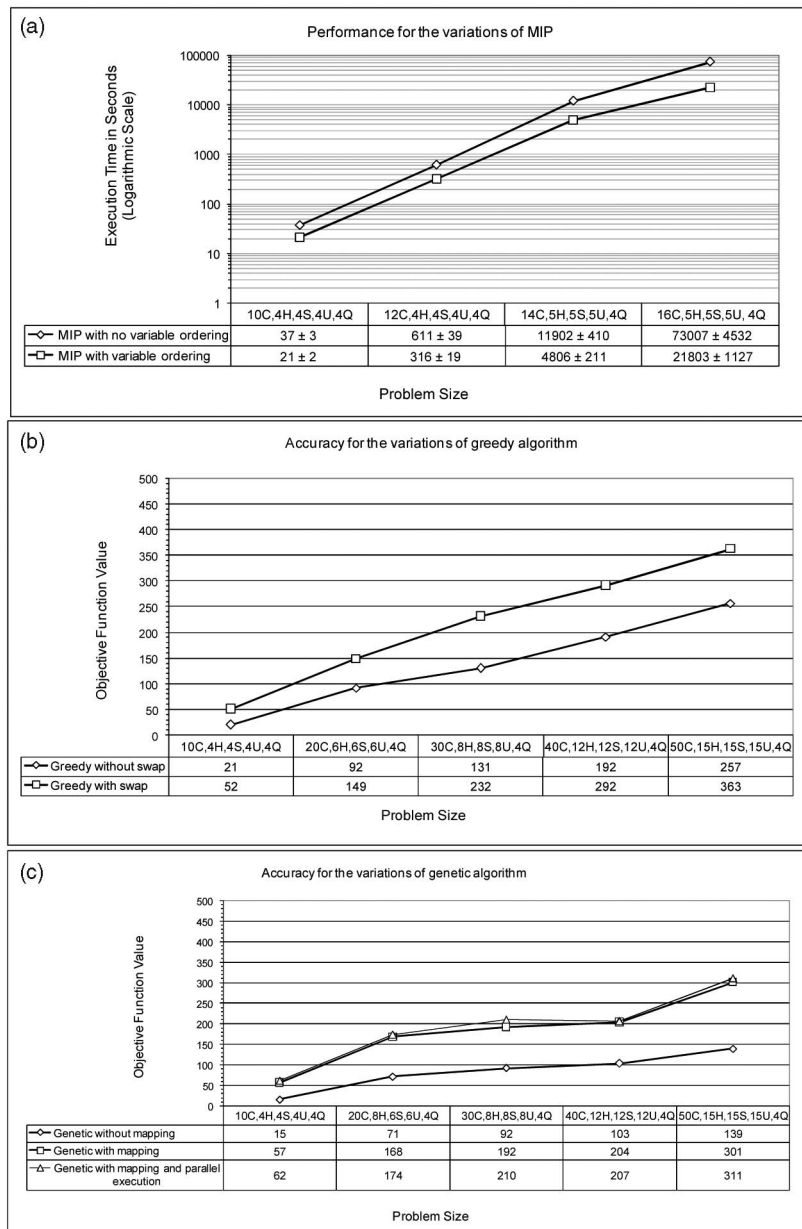 (a)
Performance for the variations of MIP
Execution Time in Seconds
(Logarithmic Scale)
100000
10000
1000
100
10
1
10C,4H,4S,4U,4Q 12C,4H,4S,4U,4Q 14C,5H,5S,5U,4Q 16C,5H,5S,5U, 4Q
MIP with no variable ordering 37 ± 3 611 ± 39 11902 ± 410 73007 ± 4532
MIP with variable ordering 21 ± 2 316 ± 19 4806 ± 211 21803 ± 1127
Problem Size
(b)
Accuracy for the variations of greedy algorithm
Objective Function Value
500
450
400
350
300
250
200
150
100
50
0
10C,4H,4S,4U,4Q 20C,6H,6S,6U,4Q 30C,8H,8S,8U,4Q 40C,12H,12S,12U,4Q 50C,15H,15S,15U,4Q
Greedy without swap 21 92 131 192 257
Greedy with swap 52 149 232 292 363
Problem Size
(c)
Accuracy for the variations of genetic algorithm
Objective Function Value
500
450
400
350
300
250
200
150
100
50
0
10C,4H,4S,4U,4Q 20C,8H,6S,6U,4Q 30C,8H,8S,8U,4Q 40C,12H,12S,12U,4Q 50C,15H,15S,15U,4Q
Genetic without mapping 15 71 92 103 139
Genetic with mapping 57 168 192 204 301
Genetic with mapping and parallel
execution 62 174 210 207 311
Problem Size